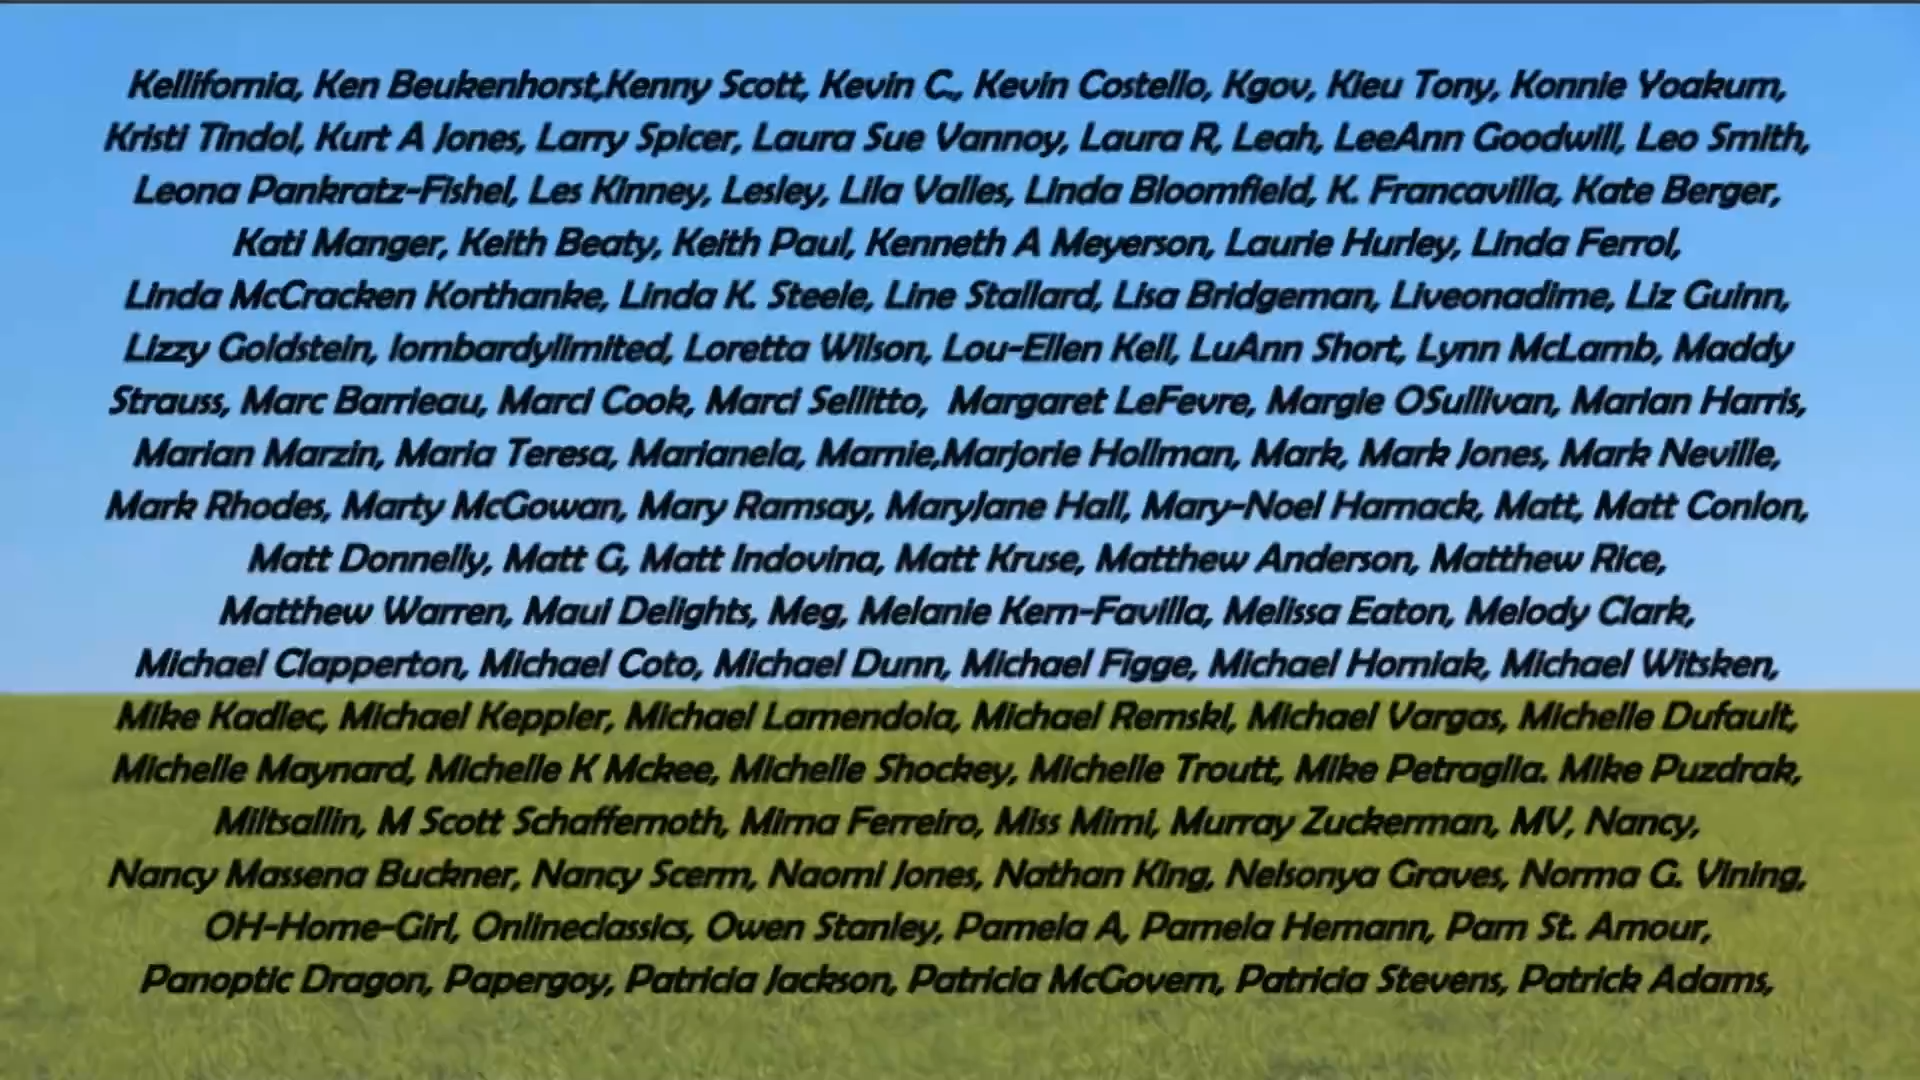 Kellifornia, Ken Beukenhorst,Kenny Scott, Kevin C., Kevin Costello, Kgov, Kieu Tony, Konnie Yoakum,
Kristi Tindol, Kurt A Jones, Larry Spicer, Laura Sue Vannoy, Laura R, Leah, LeeAnn Goodwill, Leo Smith,
Leona Pankratz-Fishel, Les Kinney, Lesley, Lila Valles, Linda Bloomfield, K. Francavilla, Kate Berger,
Kati Manger, Keith Beaty, Keith Paul, Kenneth A Meyerson, Laurie Hurley, Linda Ferrol,
Linda McCracken Korthanke, Linda K. Steele, Line Stallard, Lisa Bridgeman, Liveonadime, Liz Guinn,
Lizzy Goldstein, lombardylimited, Loretta Wilson, Lou-Ellen Kell, LuAnn Short, Lynn McLamb, Maddy
Strauss, Marc Barrieau, Marci Cook, Marci Sellitto, Margaret LeFevre, Margie OSullivan, Marian Harris,
Marian Marzin, Maria Teresa, Marianela, Marnie,Marjorie Hollman, Mark, Mark Jones, Mark Neville,
Mark Rhodes, Marty McGowan, Mary Ramsay, MaryJane Hall, Mary-Noel Harnack, Matt, Matt Conlon,
Matt Donnelly, Matt G, Matt Indovina, Matt Kruse, Matthew Anderson, Matthew Rice,
Matthew Warren, Maui Delights, Meg, Melanie Kern-Favilla, Melissa Eaton, Melody Clark,
Michael Clapperton, Michael Coto, Michael Dunn, Michael Figge, Michael Horniak, Michael Witsken,
Mike Kadlec, Michael Keppler, Michael Lamendola, Michael Remski, Michael Vargas, Michelle Dufault,
Michelle Maynard, Michelle K Mckee, Michelle Shockey, Michelle Troutt, Mike Petraglia. Mike Puzdrak,
Miltsallin, M Scott Schaffernoth, Mirna Ferreiro, Miss Mimi, Murray Zuckerman, MV, Nancy,
Nancy Massena Buckner, Nancy Scerm, Naomi Jones, Nathan King, Nelsonya Graves, Norma G. Vining,
OH-Home-Girl, Onlineclassics, Owen Stanley, Pamela A, Pamela Hernann, Pam St. Amour,
Panoptic Dragon, Papergoy, Patricia Jackson, Patricia McGovern, Patricia Stevens, Patrick Adams,